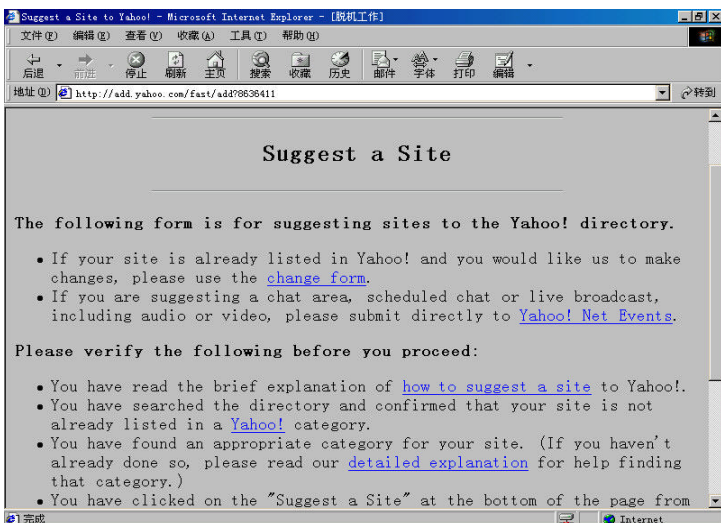 Suggest a Site to Yahoo! - Microsoft Internet Explorer - [脱机工作]
文件(F) 编辑(E) 查看(V) 收藏(A) 工具(T) 帮助(H)
后退 前进 停止 刷新 主页 搜索 收藏 历史 邮件 字体 打印 编辑
地址(D) http://add.yahoo.com/fast/add?8636411 转到
Suggest a Site
The following form is for suggesting sites to the Yahoo! directory.
• If your site is already listed in Yahoo! and you would like us to make
changes, please use the change form.
• If you are suggesting a chat area, scheduled chat or live broadcast,
including audio or video, please submit directly to Yahoo! Net Events.
Please verify the following before you proceed:
• You have read the brief explanation of how to suggest a site to Yahoo!.
• You have searched the directory and confirmed that your site is not
already listed in a Yahoo! category.
• You have found an appropriate category for your site. (If you haven't
already done so, please read our detailed explanation for help finding
that category.)
• You have clicked on the "Suggest a Site" at the bottom of the page from
完成 Internet